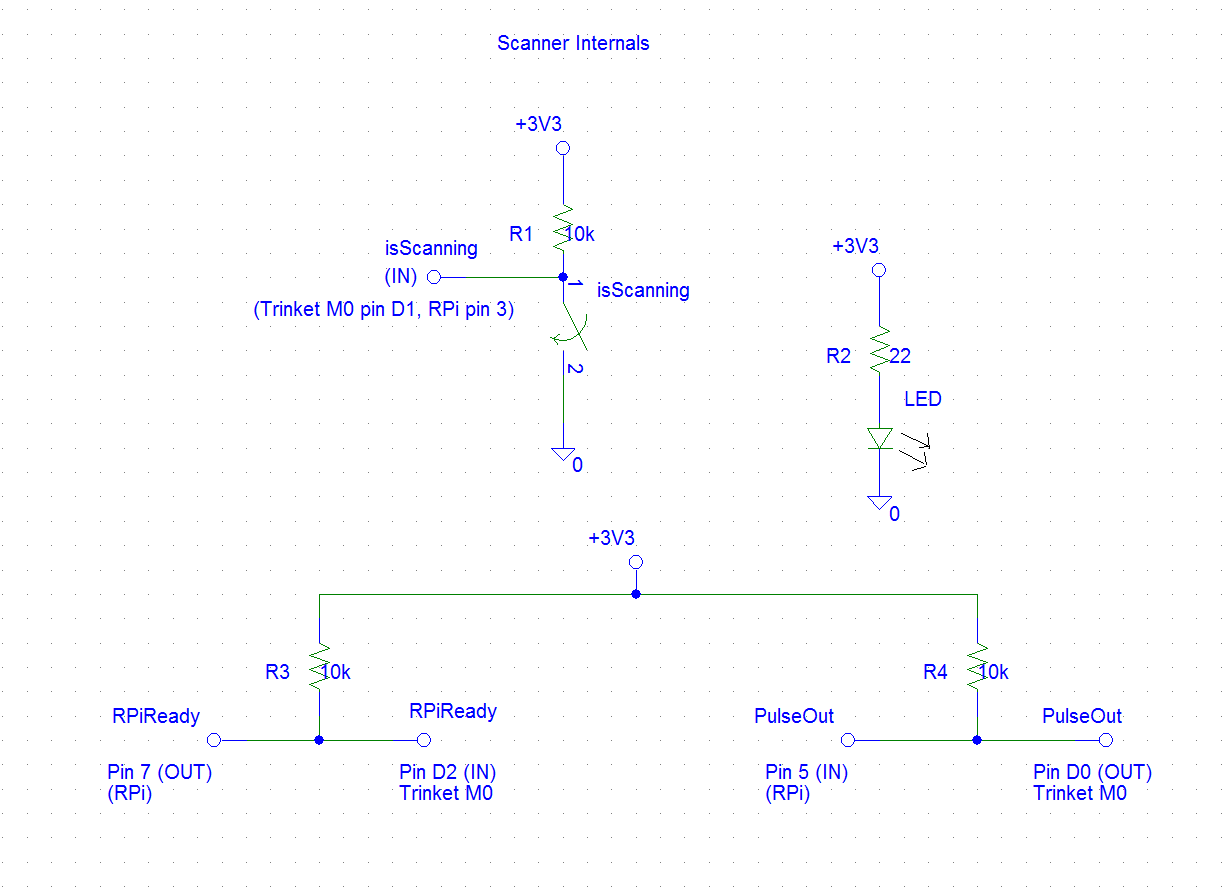 Scanner Internals
+3V3
R1 10k
isScanning
(IN)
1
isScanning
(Trinket M0 pin D1, RPi pin 3)
2
0
+3V3
R2 22
LED
0
+3V3
R3 10k
RPiReady
RPiReady
Pin 7 (OUT)
(RPi)
Pin D2 (IN)
Trinket M0
R4 10k
PulseOut
PulseOut
Pin 5 (IN)
(RPi)
Pin D0 (OUT)
Trinket M0